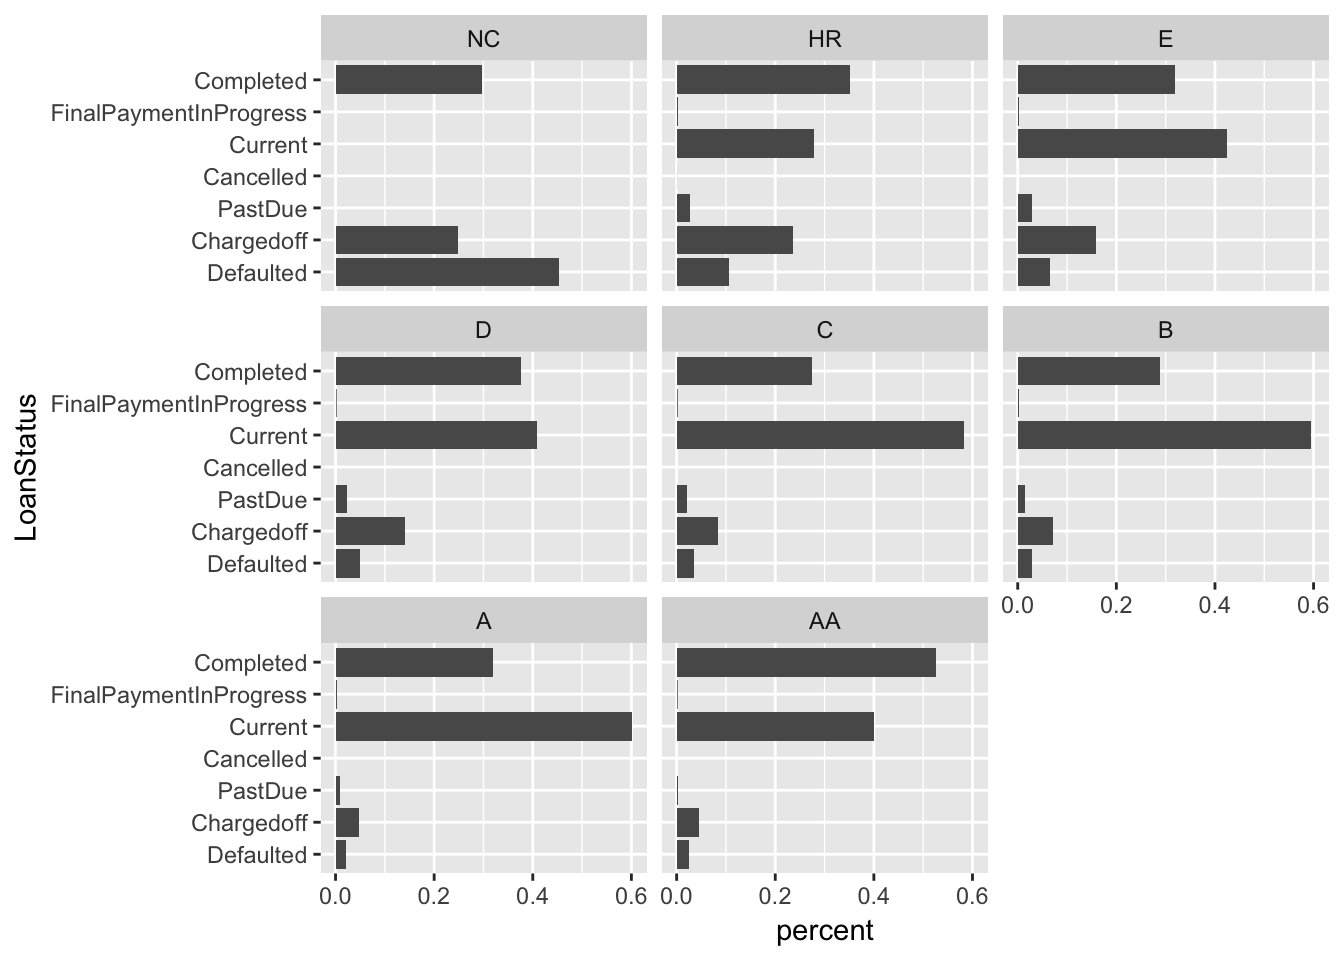 NC
HR
E
Completed
FinalPaymentInProgress
Current
Cancelled
PastDue
Chargedoff
Defaulted
D
C
B
Completed
FinalPaymentInProgress
Current
Cancelled
PastDue
Chargedoff
Defaulted
0.0 0.2 0.4 0.6
A
AA
Completed
FinalPaymentInProgress
Current
Cancelled
PastDue
Chargedoff
Defaulted
0.0 0.2 0.4 0.6
0.0 0.2 0.4 0.6
percent
LoanStatus